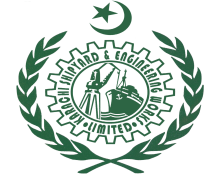 KARACHI SHIPYARD & ENGINEERING WORKS
• LIMITED •